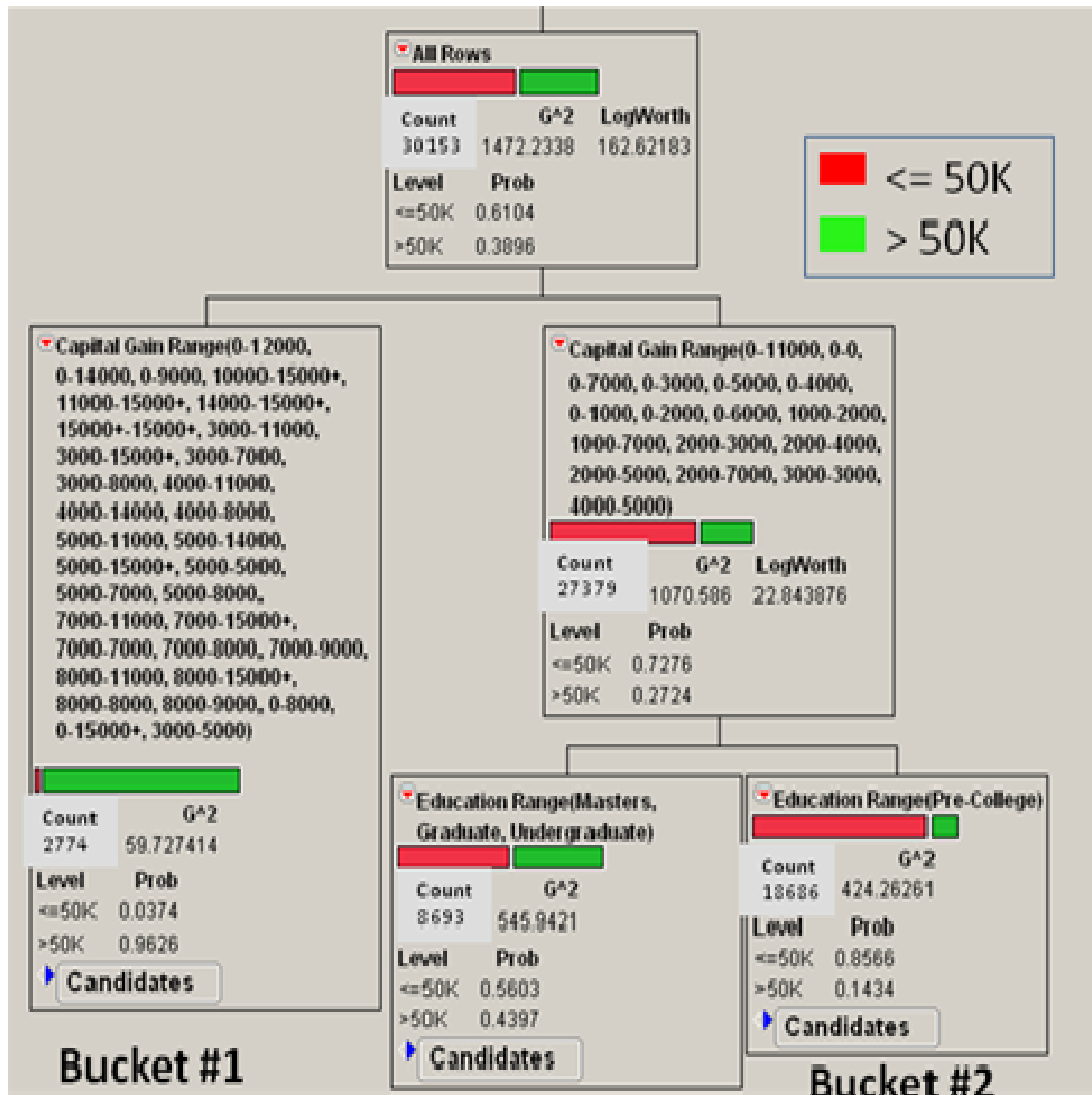 All Rows
Count G^2 LogWorth
30153 1472.2338 162.62183
Level Prob
<=50K 0.6104
>50K 0.3896
<= 50K
> 50K
Capital Gain Range(0-12000,
0-14000, 0-9000, 10000-15000+,
11000-15000+, 14000-15000+,
15000+-15000+, 3000-11000,
3000-15000+, 3000-7000,
3000-8000, 4000-11000,
4000-14000, 4000-8000,
5000-11000, 5000-14000,
5000-15000+, 5000-5000,
5000-7000, 5000-8000,
7000-11000, 7000-15000+,
7000-7000, 7000-8000, 7000-9000,
8000-11000, 8000-15000+,
8000-8000, 8000-9000, 0-8000,
0-15000+, 3000-5000)
Count G^2
2774 59.727414
Level Prob
<=50K 0.0374
>50K 0.9626
Candidates
Bucket #1
Capital Gain Range(0-11000, 0-0,
0-7000, 0-3000, 0-5000, 0-4000,
0-1000, 0-2000, 0-6000, 1000-2000,
1000-7000, 2000-3000, 2000-4000,
2000-5000, 2000-7000, 3000-3000,
4000-5000)
Count G^2 LogWorth
27379 1070.586 22.843876
Level Prob
<=50K 0.7276
>50K 0.2724
Education Range(Masters,
Graduate, Undergraduate)
Count G^2
8693 545.9421
Level Prob
<=50K 0.5603
>50K 0.4397
Candidates
Education Range(Pre-College)
Count G^2
18686 424.26261
Level Prob
<=50K 0.8566
>50K 0.1434
Candidates
Bucket #2